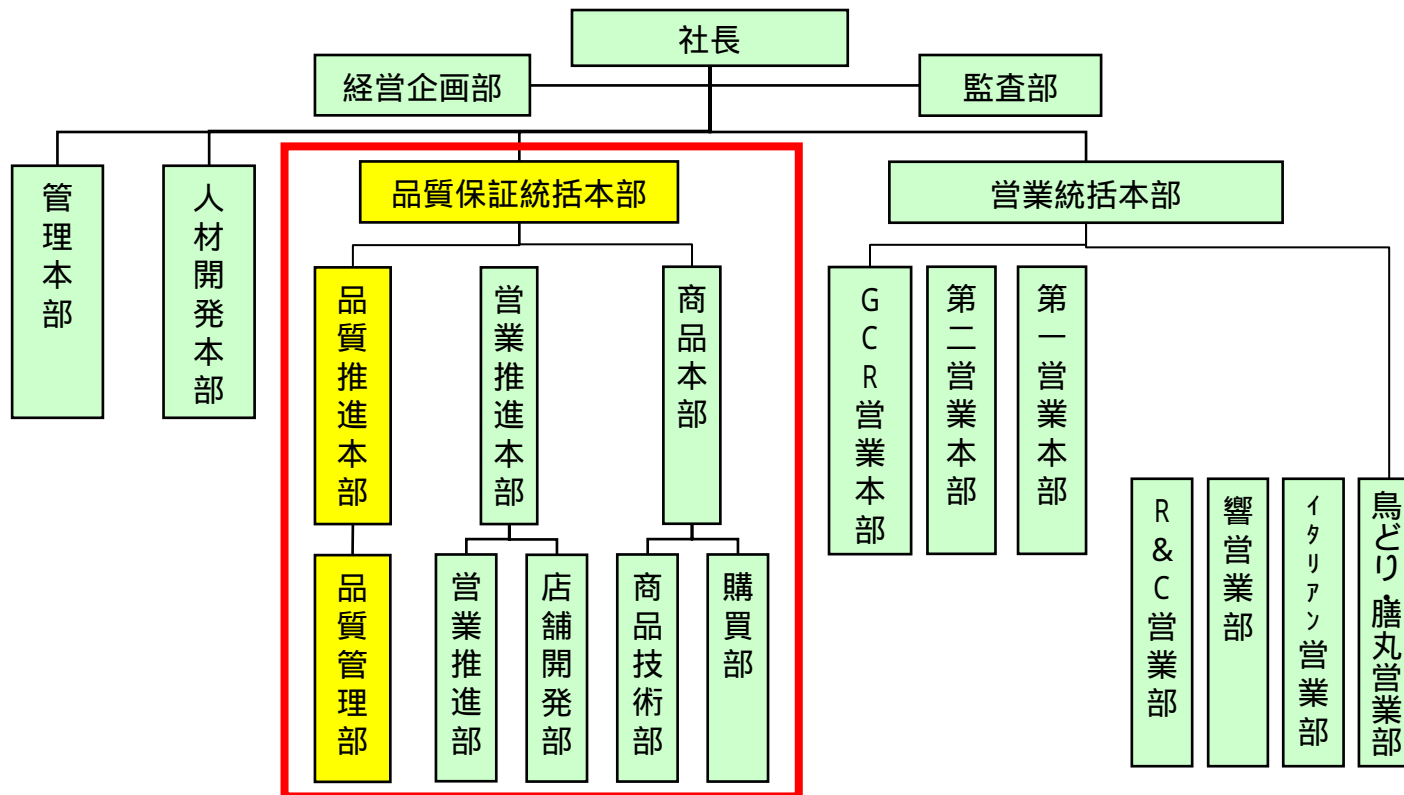 社長
経営企画部
監査部
管理本部
人材開発本部
品質保証統括本部
営業統括本部
品質推進本部
営業推進本部
商品本部
GCR営業本部
第二営業本部
第一営業本部
品質管理部
営業推進部
店舗開発部
商品技術部
購買部
R&C営業部
響営業部
ｲﾀﾘｱﾝ営業部
鳥どり・膳丸営業部